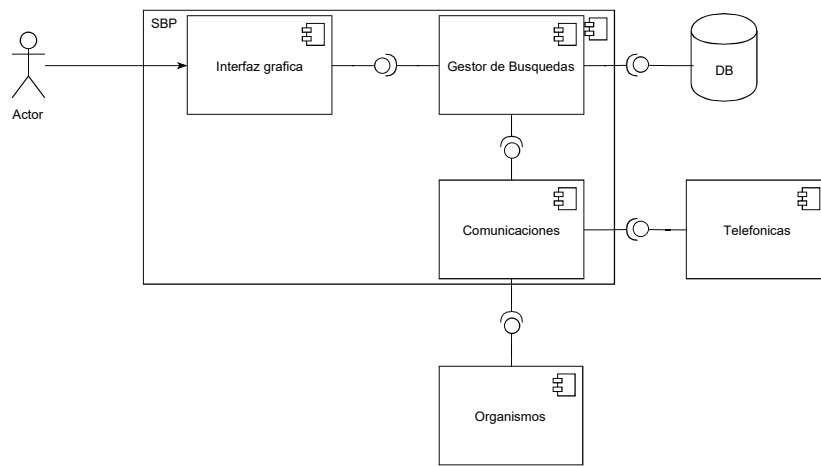 SBP
Interfaz grafica
Gestor de Busquedas
DB
Actor
Comunicaciones
Telefonicas
Organismos